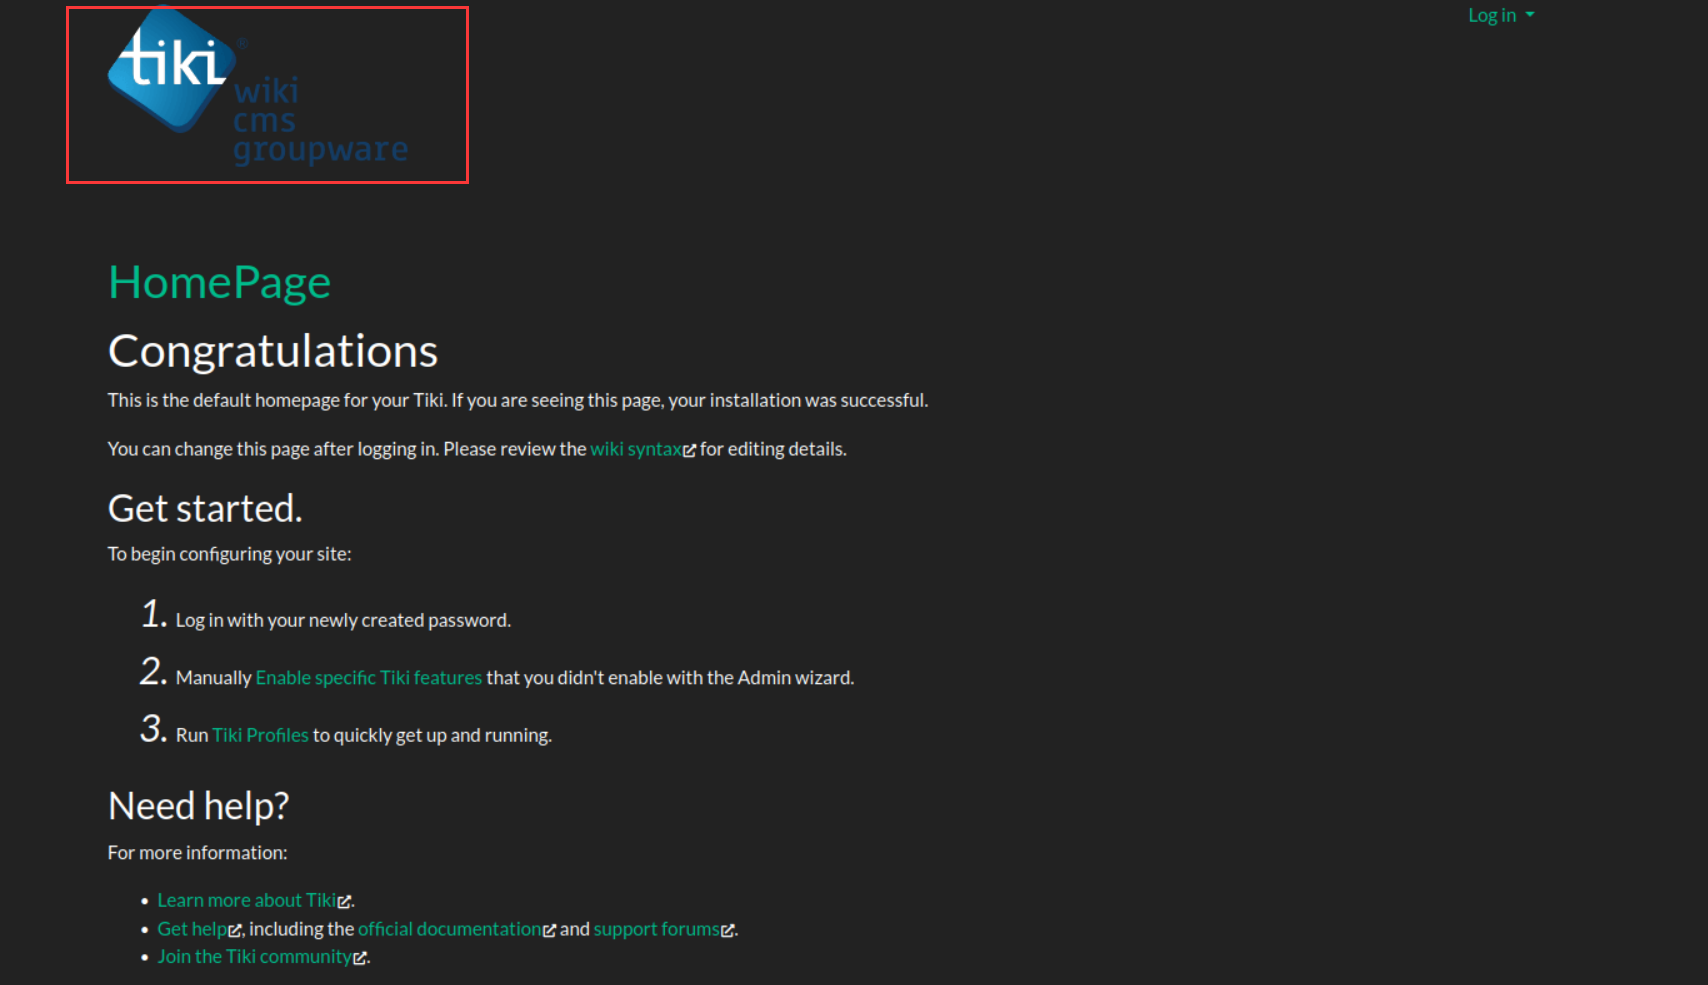 Log in
tiki®
wiki
cms
groupware
HomePage
Congratulations
This is the default homepage for your Tiki. If you are seeing this page, your installation was successful.
You can change this page after logging in. Please review the wiki syntax for editing details.
Get started.
To begin configuring your site:
1. Log in with your newly created password.
2. Manually Enable specific Tiki features that you didn't enable with the Admin wizard.
3. Run Tiki Profiles to quickly get up and running.
Need help?
For more information:
• Learn more about Tiki.
• Get help, including the official documentation and support forums.
• Join the Tiki community.